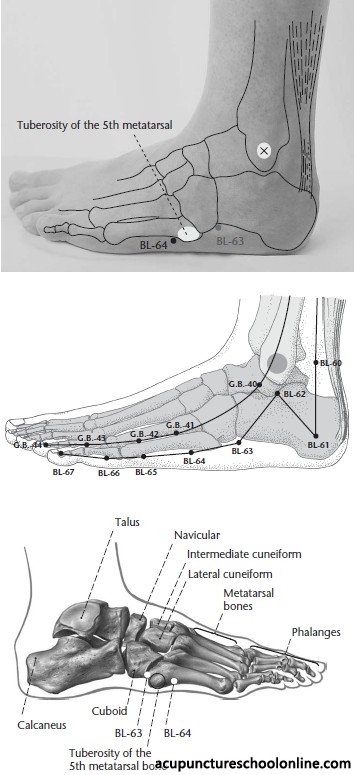 Tuberosity of the 5th metatarsal
BL-64
BL-63
BL-60
G.B.-40
BL-62
G.B.-41
G.B.-42
G.B.-43
G.B.-44
BL-61
BL-63
BL-64
BL-67
BL-66
BL-65
Talus
Navicular
Intermediate cuneiform
Lateral cuneiform
Metatarsal
bones
Phalanges
Cuboid
Calcaneus
BL-63
BL-64
Tuberosity of the
5th metatarsal bone
acupunctureschoolonline.com